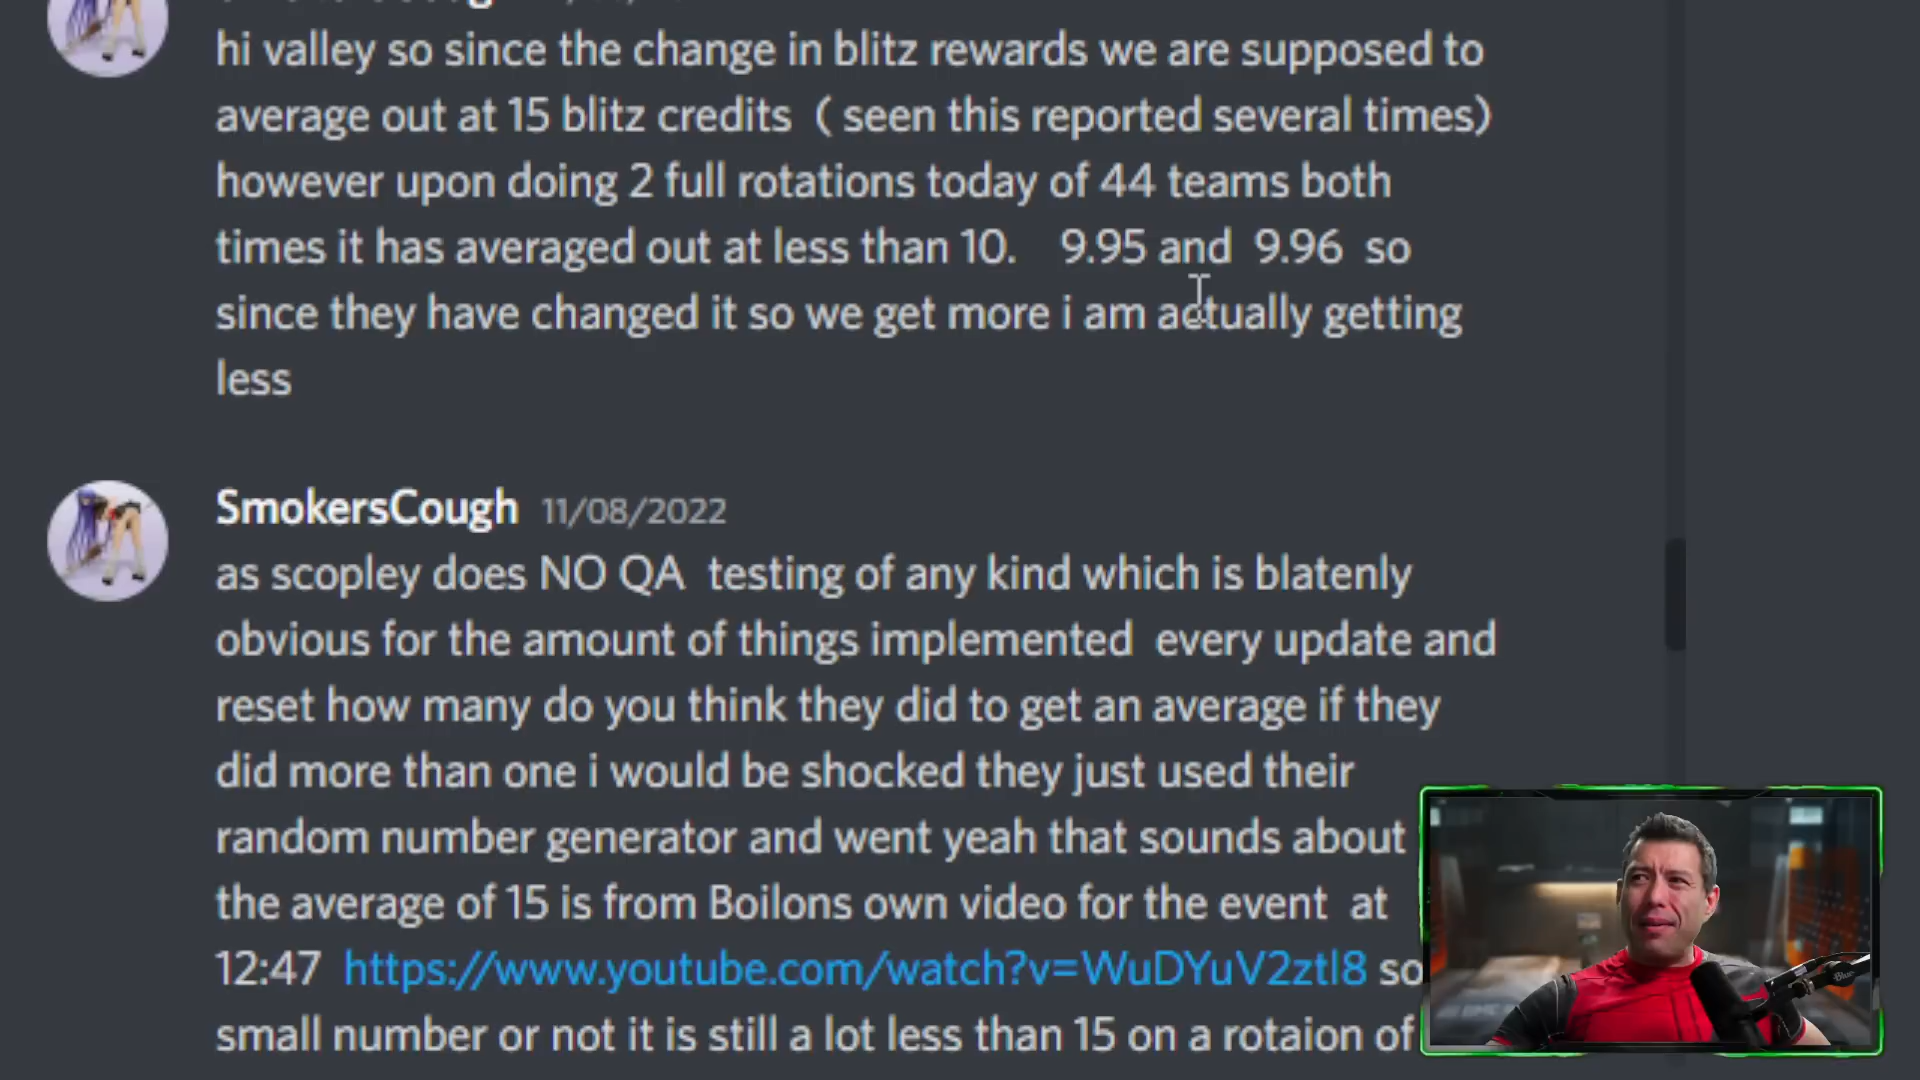 hi valley so since the change in blitz rewards we are supposed to
average out at 15 blitz credits  ( seen this reported several times)
however upon doing 2 full rotations today of 44 teams both
times it has averaged out at less than 10.    9.95 and  9.96  so
since they have changed it so we get more i am actually getting
less
SmokersCough 11/08/2022
as scopley does NO QA  testing of any kind which is blatenly
obvious for the amount of things implemented  every update and
reset how many do you think they did to get an average if they
did more than one i would be shocked they just used their
random number generator and went yeah that sounds about
the average of 15 is from Boilons own video for the event  at
12:47  https://www.youtube.com/watch?v=WuDYuV2ztl8 so
small number or not it is still a lot less than 15 on a rotaion of